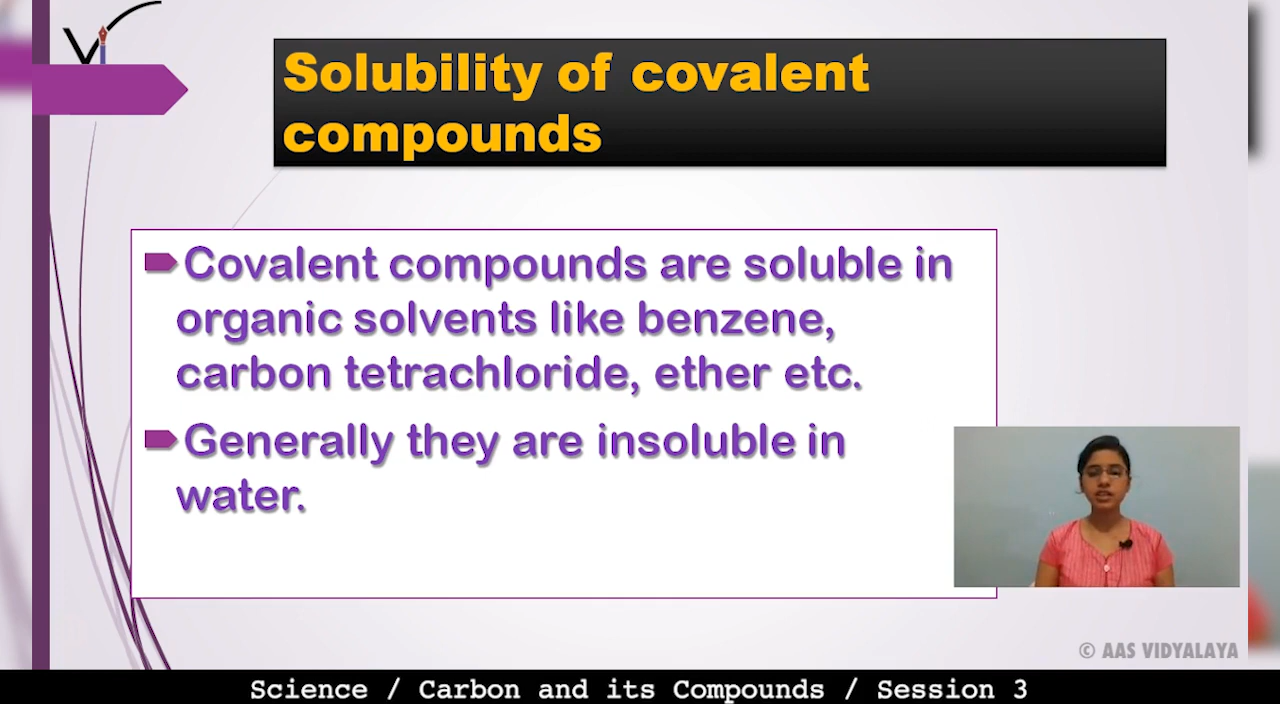 Solubility of covalent
compounds
Covalent compounds are soluble in
organic solvents like benzene,
carbon tetrachloride, ether etc.
Generally they are insoluble in
water.
© AAS VIDYALAYA
Science / Carbon and its Compounds / Session 3